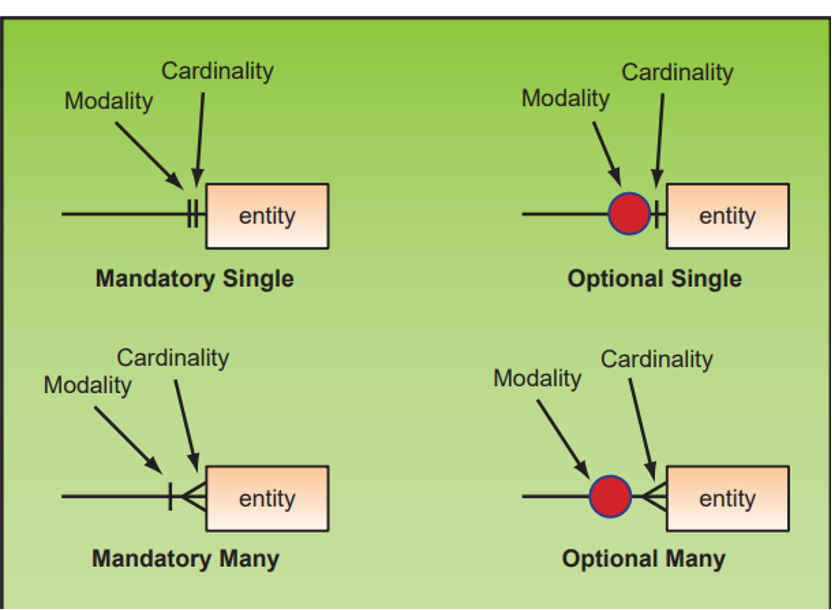 Cardinality
Modality
entity
Mandatory Single
Cardinality
Modality
entity
Optional Single
Cardinality
Modality
entity
Mandatory Many
Cardinality
Modality
entity
Optional Many